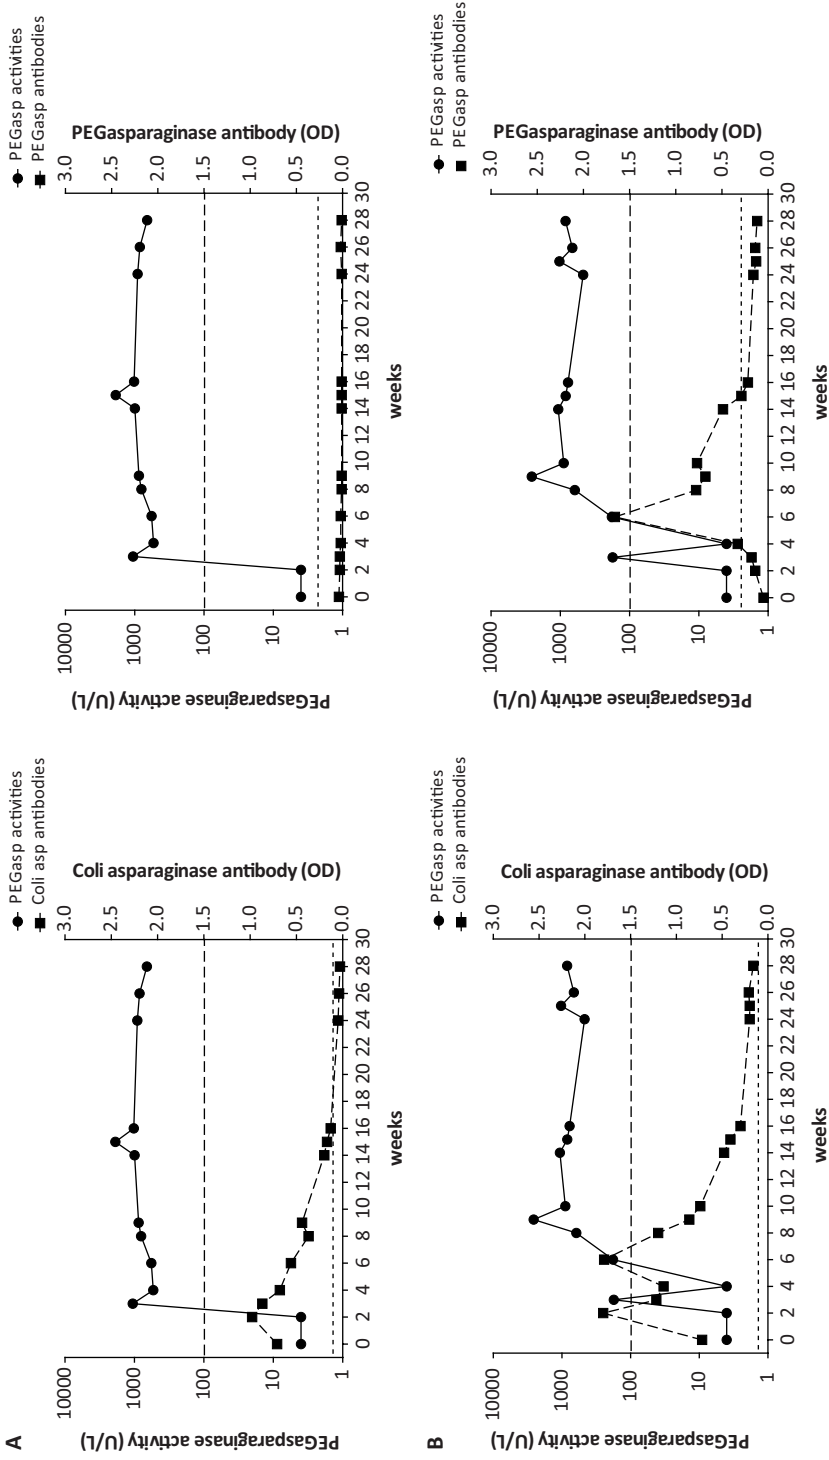 A
PEGasp activities
Coli asp antibodies
PEGasparaginase activity (U/L)
10000
1000
100
10
1
Coli asparaginase antibody (OD)
3.0
2.5
2.0
1.5
1.0
0.5
0.0
0 2 4 6 8 10 12 14 16 18 20 22 24 26 28 30
weeks
PEGasp activities
PEGasp antibodies
PEGasparaginase activity (U/L)
10000
1000
100
10
1
PEGasparaginase antibody (OD)
3.0
2.5
2.0
1.5
1.0
0.5
0.0
0 2 4 6 8 10 12 14 16 18 20 22 24 26 28 30
weeks
B
PEGasp activities
Coli asp antibodies
PEGasparaginase activity (U/L)
10000
1000
100
10
1
Coli asparaginase antibody (OD)
3.0
2.5
2.0
1.5
1.0
0.5
0.0
0 2 4 6 8 10 12 14 16 18 20 22 24 26 28 30
weeks
PEGasp activities
PEGasp antibodies
PEGasparaginase activity (U/L)
10000
1000
100
10
1
PEGasparaginase antibody (OD)
3.0
2.5
2.0
1.5
1.0
0.5
0.0
0 2 4 6 8 10 12 14 16 18 20 22 24 26 28 30
weeks